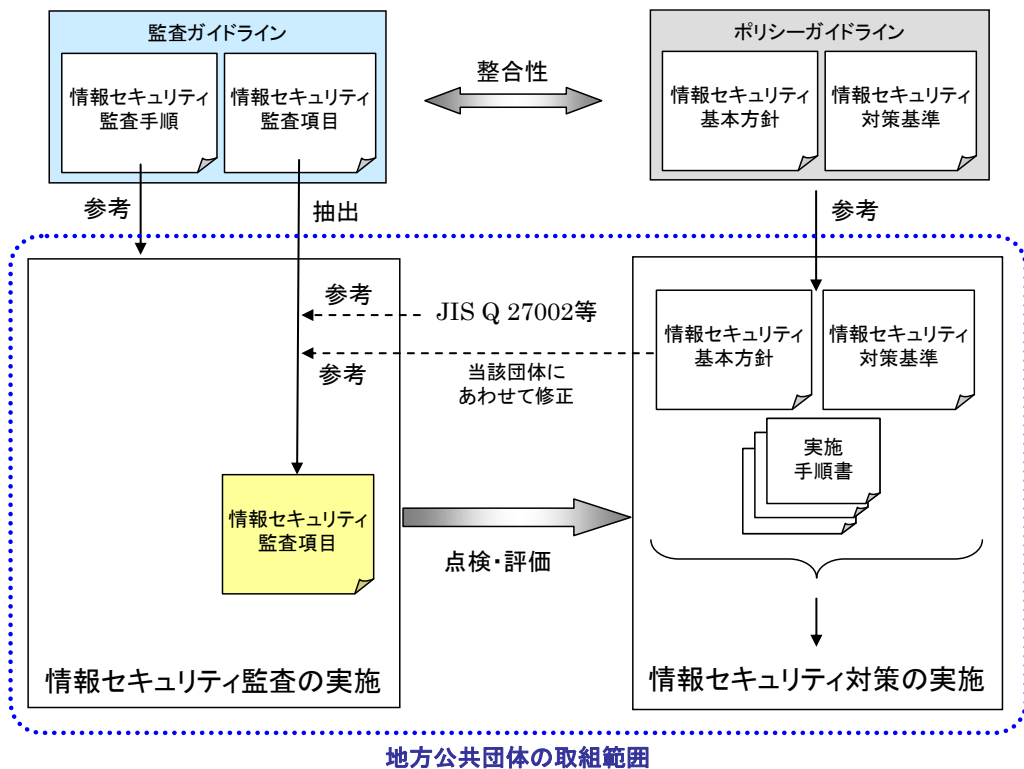 監査ガイドライン
情報セキュリティ
監査手順
情報セキュリティ
監査項目
整合性
ポリシーガイドライン
情報セキュリティ
基本方針
情報セキュリティ
対策基準
参考
抽出
参考
参考
JIS Q 27002等
参考
当該団体に
あわせて修正
情報セキュリティ
基本方針
情報セキュリティ
対策基準
実施
手順書
情報セキュリティ
監査項目
点検・評価
情報セキュリティ監査の実施
情報セキュリティ対策の実施
地方公共団体の取組範囲